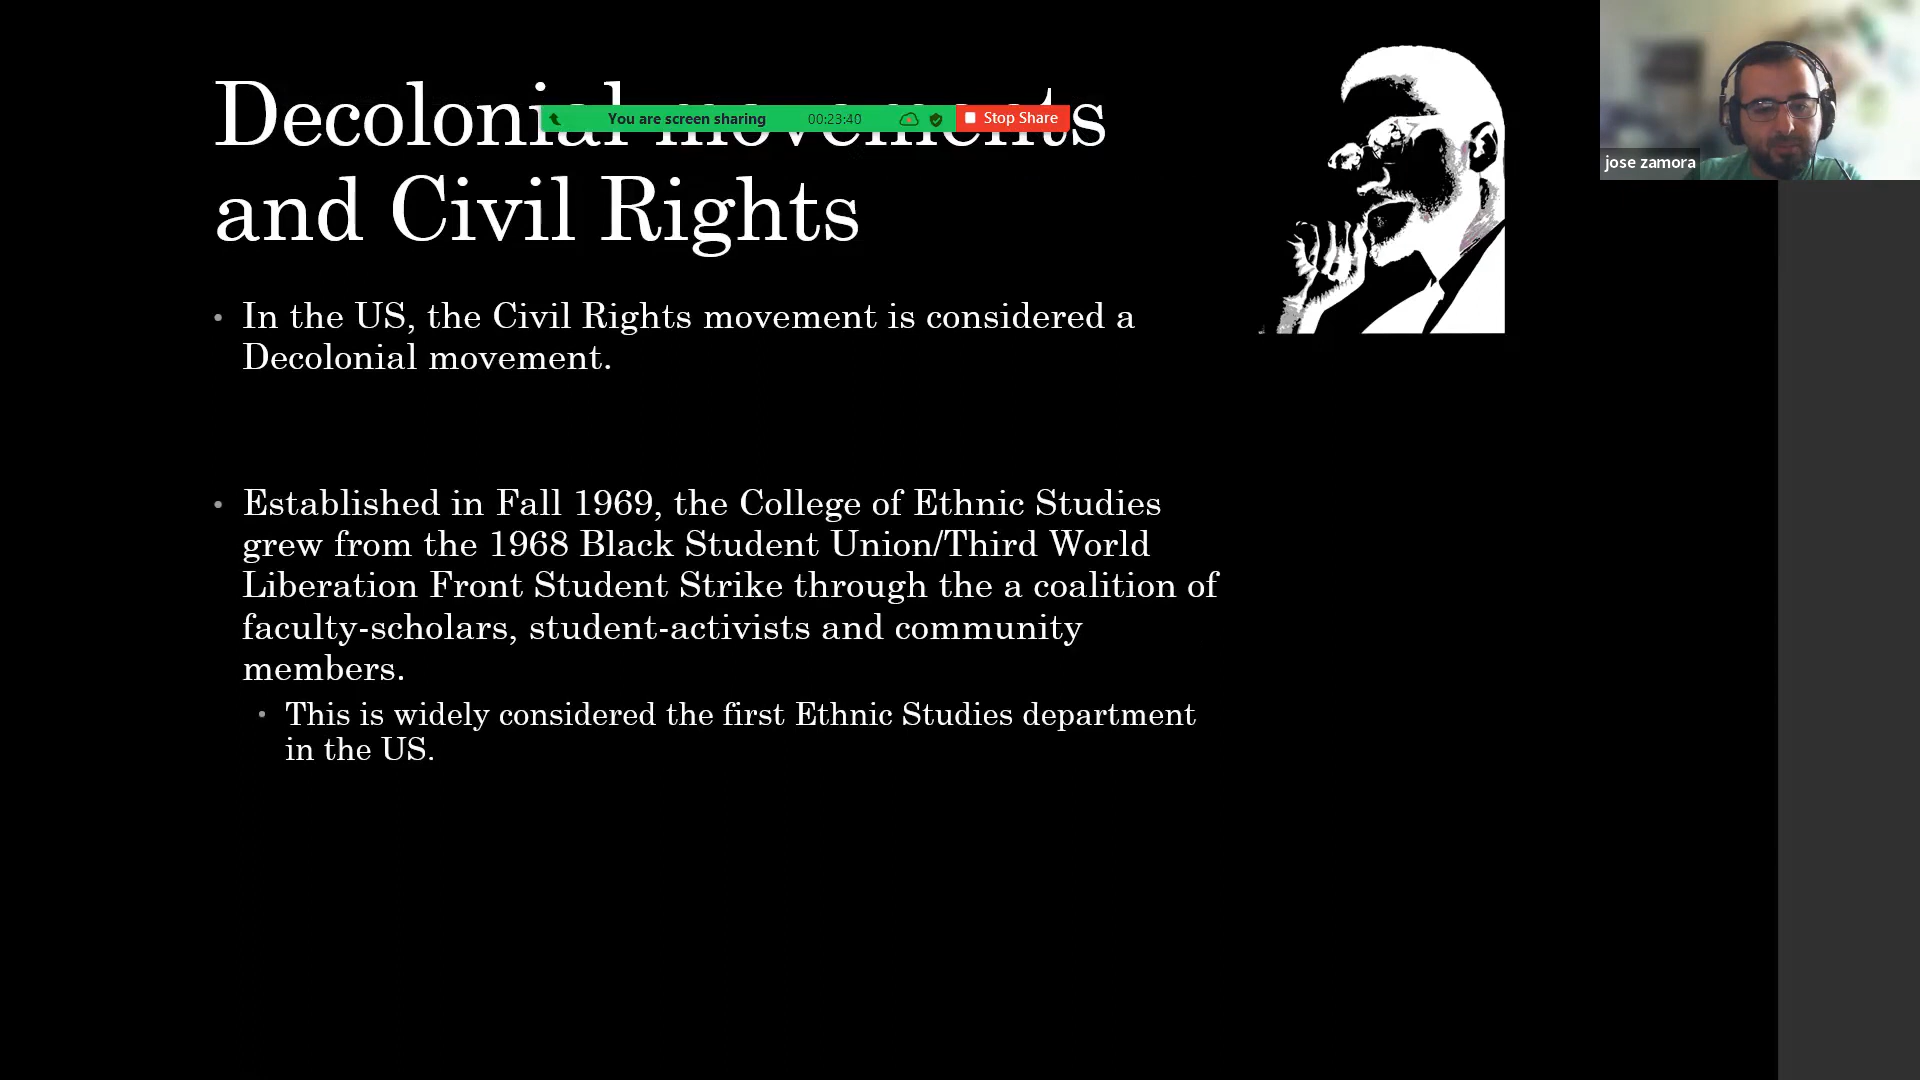 Decolonial movements
You are screen sharing 00:23:40 Stop Share
and Civil Rights
jose zamora
• In the US, the Civil Rights movement is considered a
Decolonial movement.
• Established in Fall 1969, the College of Ethnic Studies
grew from the 1968 Black Student Union/Third World
Liberation Front Student Strike through the a coalition of
faculty-scholars, student-activists and community
members.
• This is widely considered the first Ethnic Studies department
in the US.